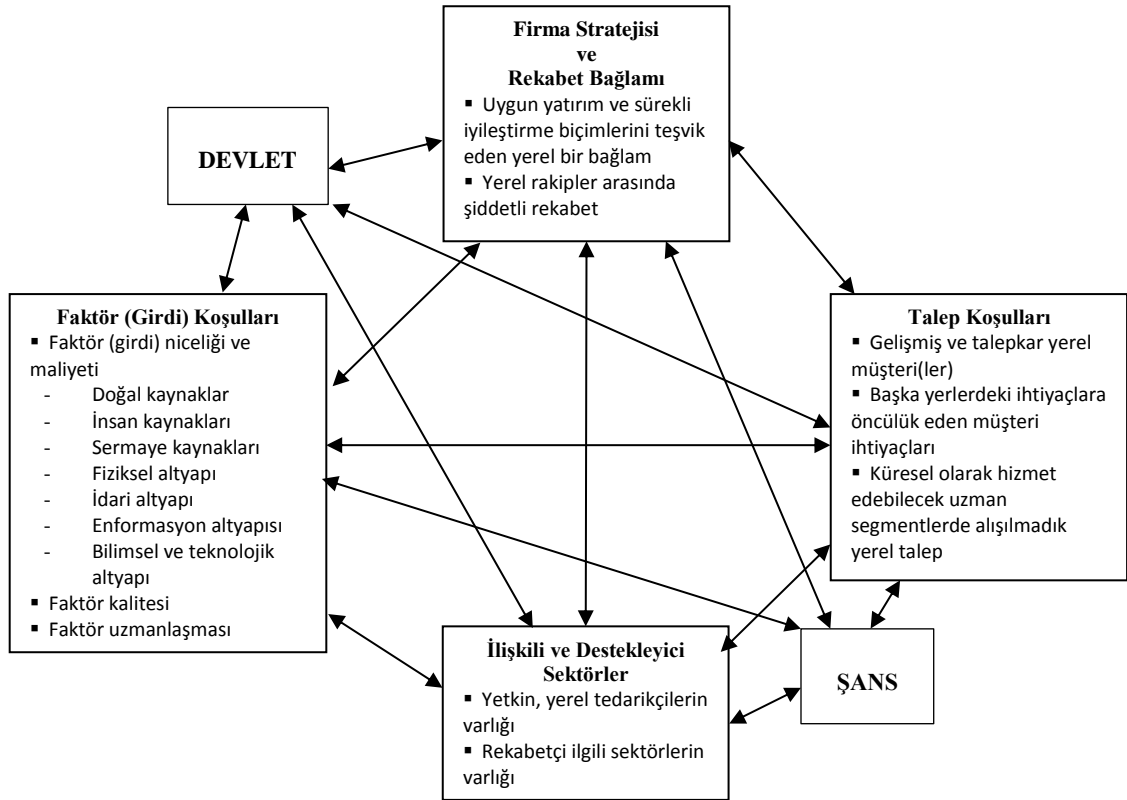 Firma Stratejisi
ve
Rekabet Bağlamı
▪ Uygun yatırım ve sürekli
iyileştirme biçimlerini teşvik
eden yerel bir bağlam
▪ Yerel rakipler arasında
şiddetli rekabet
DEVLET
Faktör (Girdi) Koşulları
▪ Faktör (girdi) niceliği ve
maliyeti
- Doğal kaynaklar
- İnsan kaynakları
- Sermaye kaynakları
- Fiziksel altyapı
- İdari altyapı
- Enformasyon altyapısı
- Bilimsel ve teknolojik
altyapı
▪ Faktör kalitesi
▪ Faktör uzmanlaşması
Talep Koşulları
▪ Gelişmiş ve talepkar yerel
müşteri(ler)
▪ Başka yerlerdeki ihtiyaçlara
öncülük eden müşteri
ihtiyaçları
▪ Küresel olarak hizmet
edebilecek uzman
segmentlerde alışılmadık
yerel talep
İlişkili ve Destekleyici
Sektörler
▪ Yetkin, yerel tedarikçilerin
varlığı
▪ Rekabetçi ilgili sektörlerin
varlığı
ŞANS